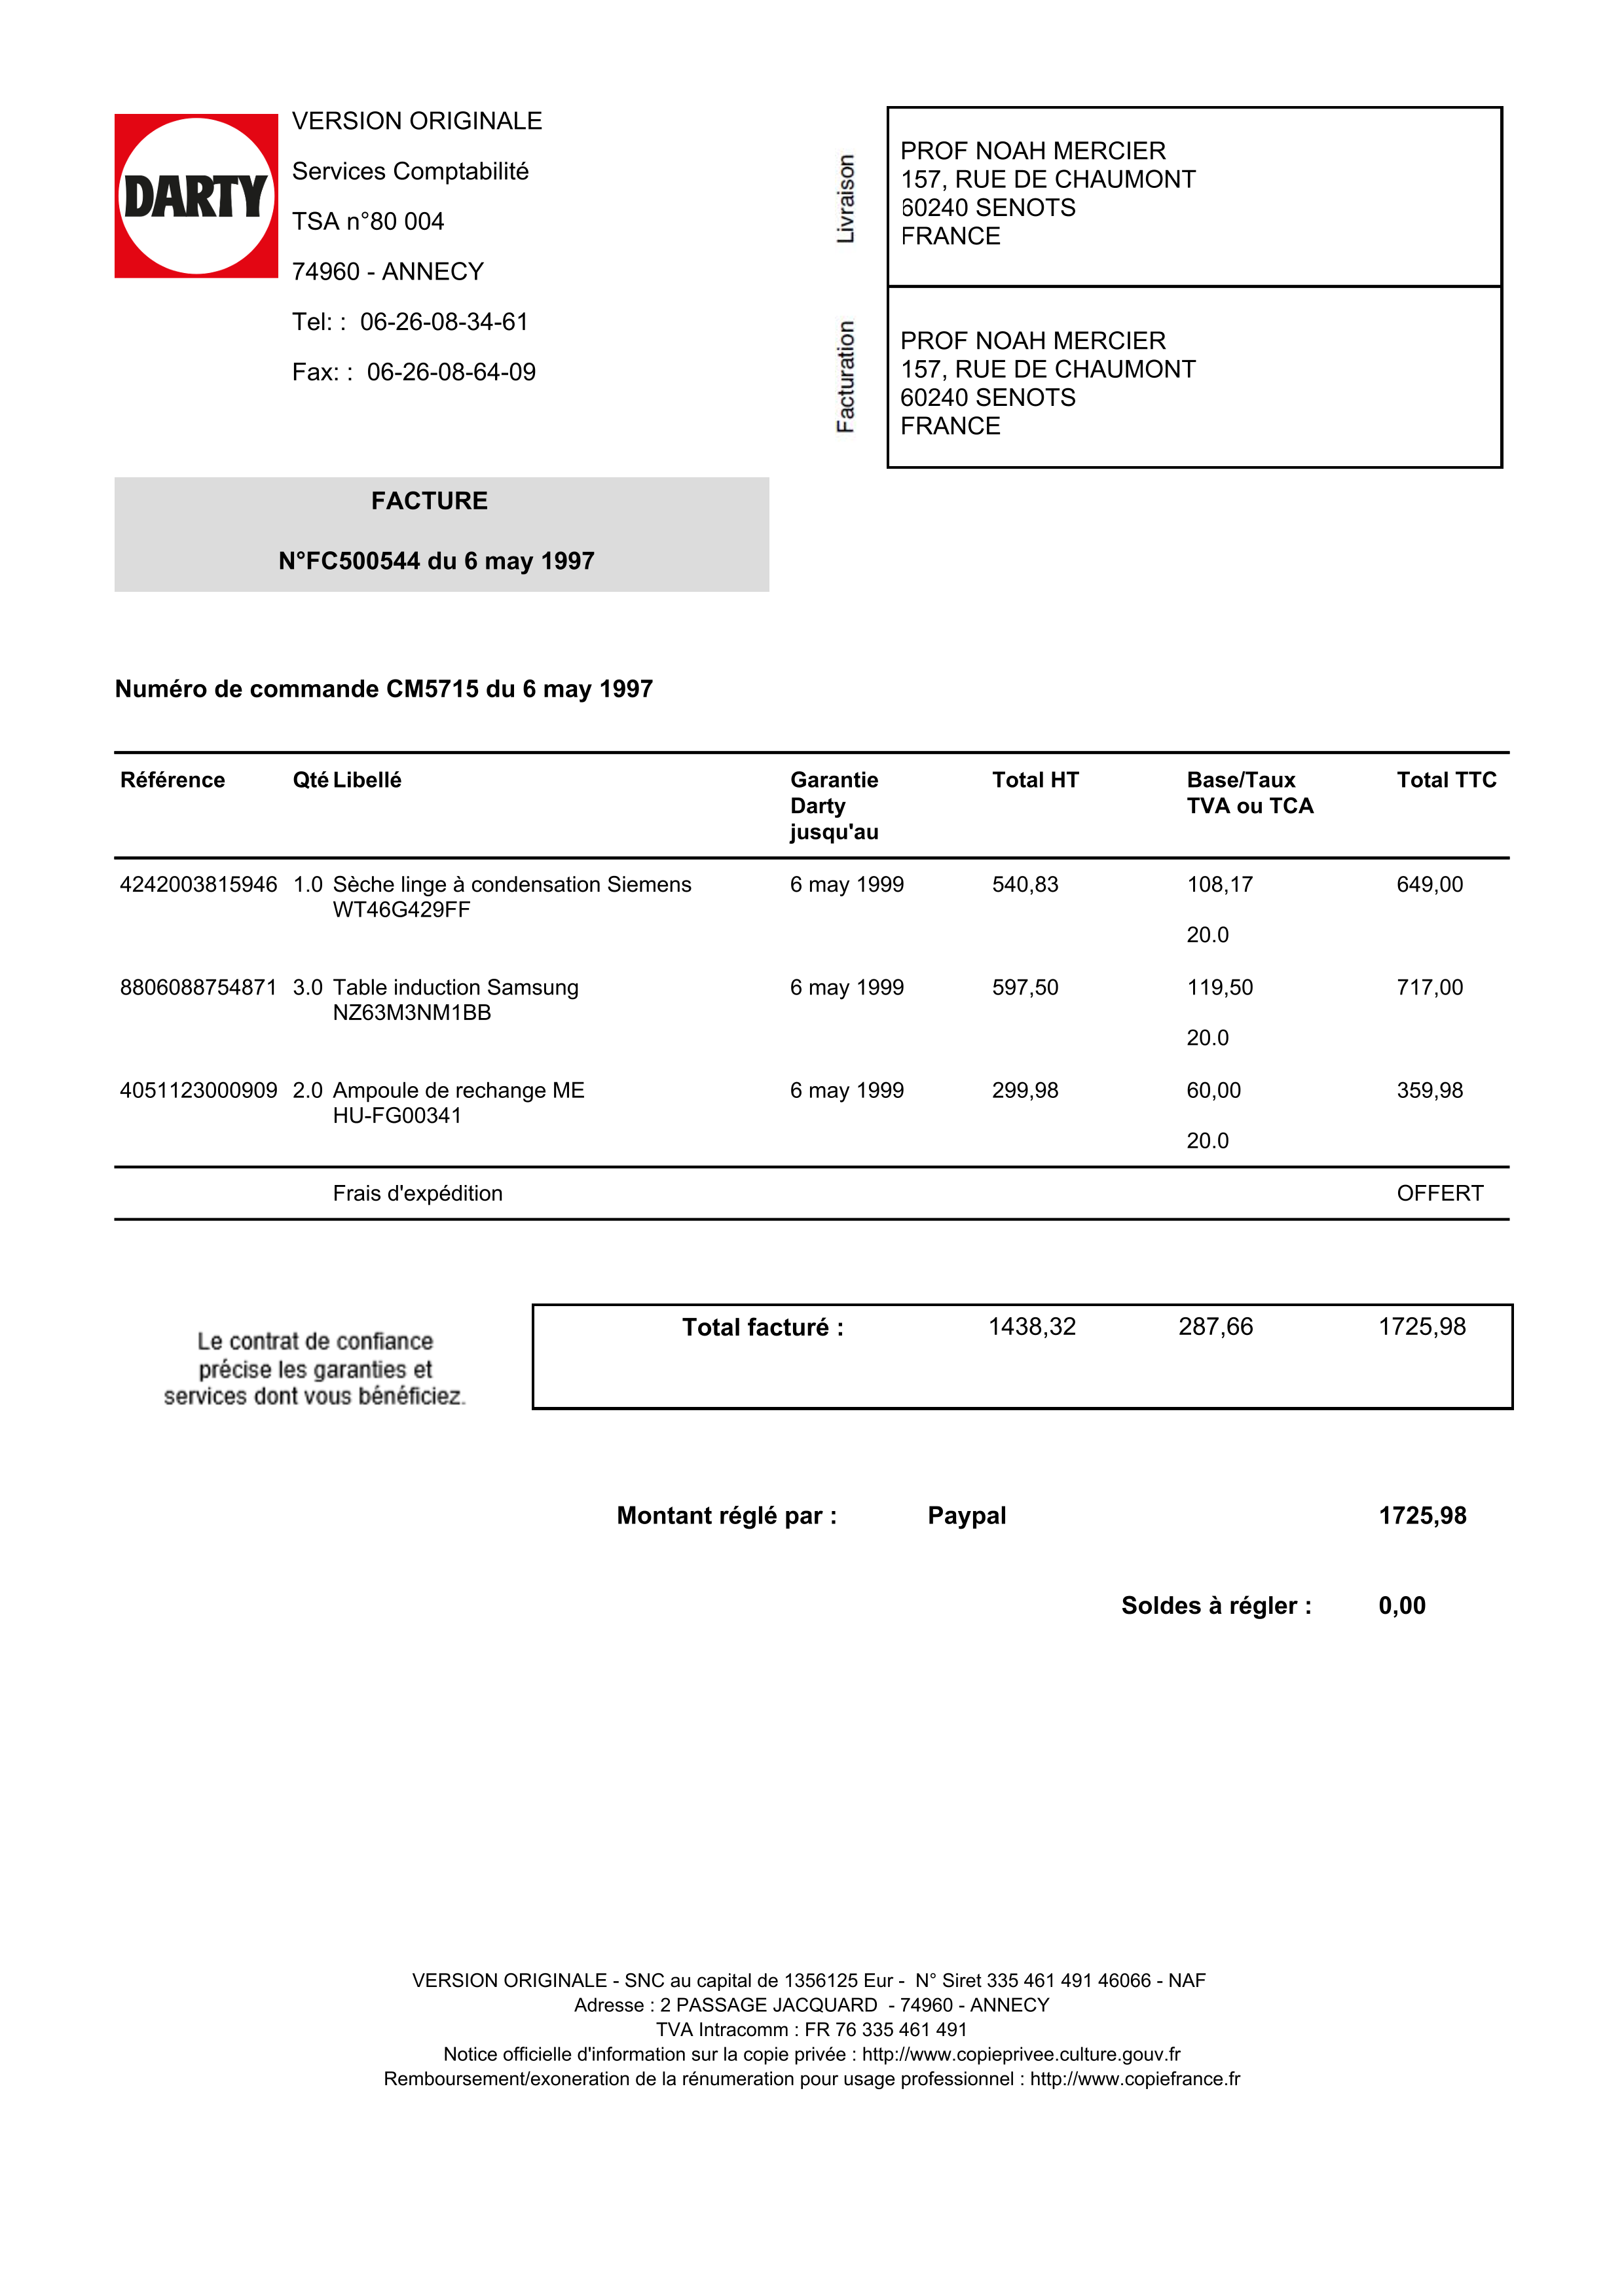 DARTY
VERSION ORIGINALE
Services Comptabilité
TSA n°80 004
74960 - ANNECY
Tel: : 06-26-08-34-61
Fax: : 06-26-08-64-09
Livraison
PROF NOAH MERCIER
157, RUE DE CHAUMONT
60240 SENOTS
FRANCE
Facturation
PROF NOAH MERCIER
157, RUE DE CHAUMONT
60240 SENOTS
FRANCE
FACTURE
N°FC500544 du 6 may 1997
Numéro de commande CM5715 du 6 may 1997
Référence Qté Libellé Garantie Total HT Base/Taux Total TTC
Darty TVA ou TCA
jusqu'au
4242003815946 1.0 Sèche linge à condensation Siemens 6 may 1999 540,83 108,17 649,00
WT46G429FF
20.0
8806088754871 3.0 Table induction Samsung 6 may 1999 597,50 119,50 717,00
NZ63M3NM1BB
20.0
4051123000909 2.0 Ampoule de rechange ME 6 may 1999 299,98 60,00 359,98
HU-FG00341
20.0
Frais d'expédition OFFERT
Le contrat de confiance
précise les garanties et
services dont vous bénéficiez.
Total facturé : 1438,32 287,66 1725,98
Montant réglé par : Paypal 1725,98
Soldes à régler : 0,00
VERSION ORIGINALE - SNC au capital de 1356125 Eur - N° Siret 335 461 491 46066 - NAF
Adresse : 2 PASSAGE JACQUARD - 74960 - ANNECY
TVA Intracomm : FR 76 335 461 491
Notice officielle d'information sur la copie privée : http://www.copieprivee.culture.gouv.fr
Remboursement/exoneration de la rénumeration pour usage professionnel : http://www.copiefrance.fr